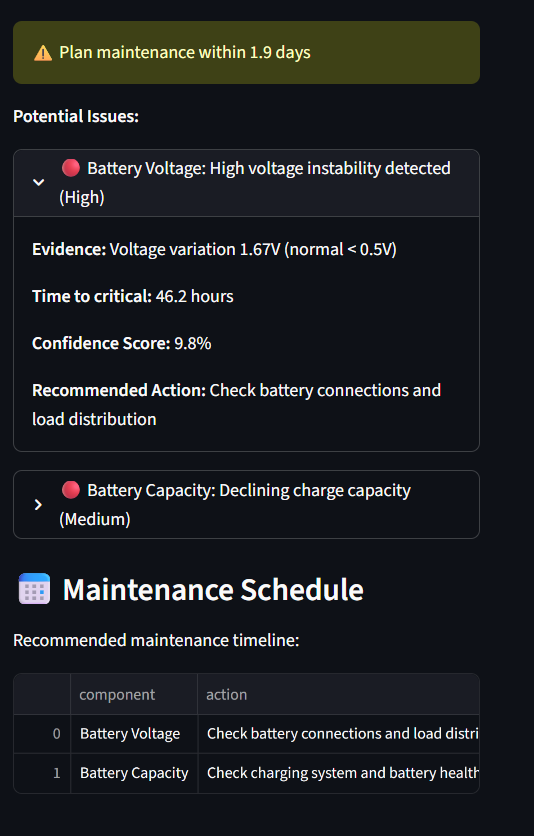 ⚠️ Plan maintenance within 1.9 days
Potential Issues:
🔴 Battery Voltage: High voltage instability detected
(High)
Evidence: Voltage variation 1.67V (normal < 0.5V)
Time to critical: 46.2 hours
Confidence Score: 9.8%
Recommended Action: Check battery connections and
load distribution
🔴 Battery Capacity: Declining charge capacity
(Medium)
Maintenance Schedule
Recommended maintenance timeline:
component action
0 Battery Voltage Check battery connections and load distri
1 Battery Capacity Check charging system and battery health